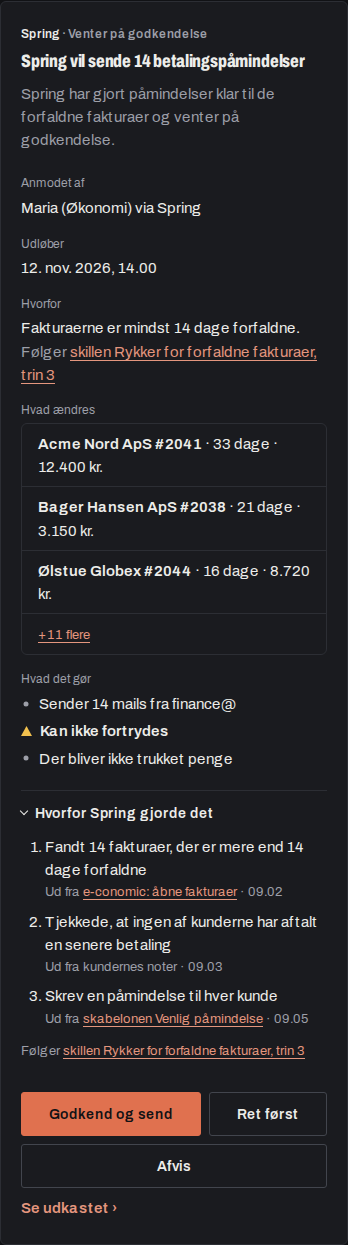 Spring · Venter på godkendelse
Spring vil sende 14 betalingspåmindelser
Spring har gjort påmindelser klar til de
forfaldne fakturaer og venter på
godkendelse.
Anmodet af
Maria (Økonomi) via Spring
Udløber
12. nov. 2026, 14.00
Hvorfor
Fakturaerne er mindst 14 dage forfaldne.
Følger skillen Rykker for forfaldne fakturaer,
trin 3
Hvad ændres
Acme Nord ApS #2041 · 33 dage ·
12.400 kr.
Bager Hansen ApS #2038 · 21 dage ·
3.150 kr.
Ølstue Globex #2044 · 16 dage · 8.720
kr.
+11 flere
Hvad det gør
• Sender 14 mails fra finance@
Kan ikke fortrydes
• Der bliver ikke trukket penge
Hvorfor Spring gjorde det
1. Fandt 14 fakturaer, der er mere end 14
dage forfaldne
Ud fra e-conomic: åbne fakturaer · 09.02
2. Tjekkede, at ingen af kunderne har aftalt
en senere betaling
Ud fra kundernes noter · 09.03
3. Skrev en påmindelse til hver kunde
Ud fra skabelonen Venlig påmindelse · 09.05
Følger skillen Rykker for forfaldne fakturaer, trin 3
Godkend og send
Ret først
Afvis
Se udkastet ›